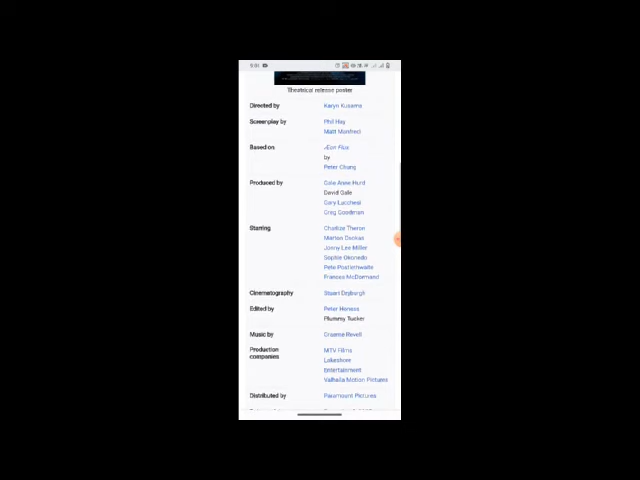 Theatrical release poster
Directed by Karyn Kusama
Screenplay by Phil Hay
Matt Manfredi
Based on Æon Flux
by
Peter Chung
Produced by Gale Anne Hurd
David Gale
Gary Lucchesi
Greg Goodman
Starring Charlize Theron
Marton Csokas
Jonny Lee Miller
Sophie Okonedo
Pete Postlethwaite
Frances McDormand
Cinematography Stuart Dryburgh
Edited by Peter Honess
Plummy Tucker
Music by Graeme Revell
Production MTV Films
companies Lakeshore
Entertainment
Valhalla Motion Pictures
Distributed by Paramount Pictures